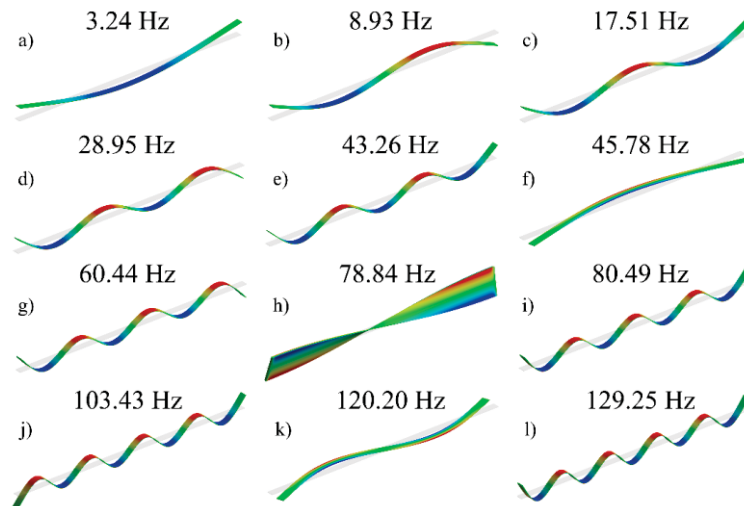 3.24 Hz
a)
8.93 Hz
b)
17.51 Hz
c)
28.95 Hz
d)
43.26 Hz
e)
45.78 Hz
f)
60.44 Hz
g)
78.84 Hz
h)
80.49 Hz
i)
103.43 Hz
j)
120.20 Hz
k)
129.25 Hz
l)